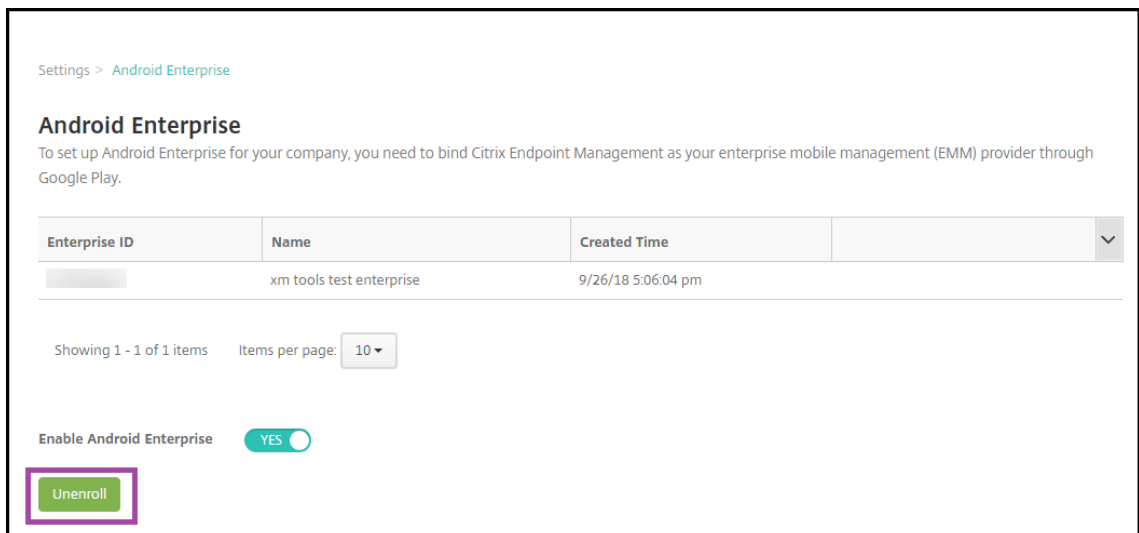 Settings > Android Enterprise
Android Enterprise
To set up Android Enterprise for your company, you need to bind Citrix Endpoint Management as your enterprise mobile management (EMM) provider through
Google Play.
Enterprise ID Name Created Time
xm tools test enterprise 9/26/18 5:06:04 pm
Showing 1 - 1 of 1 items Items per page: 10
Enable Android Enterprise YES
Unenroll